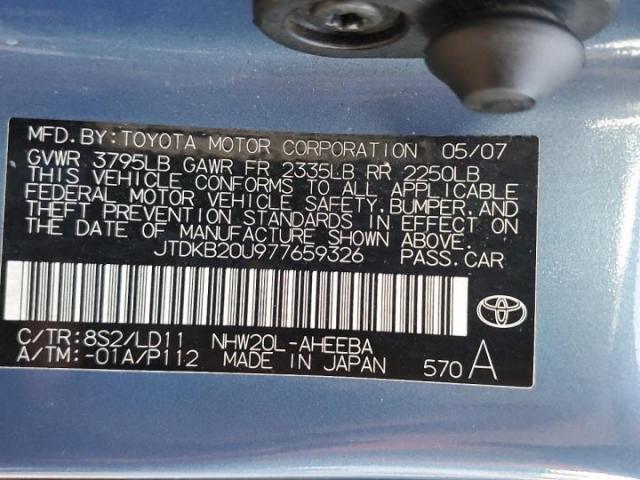 MFD. BY: TOYOTA MOTOR CORPORATION 05/07
GVWR 3795LB GAWR FR 2335LB RR 2250LB
THIS VEHICLE CONFORMS TO ALL APPLICABLE
FEDERAL MOTOR VEHICLE SAFETY, BUMPER, AND
THEFT PREVENTION STANDARDS IN EFFECT ON
THE DATE OF MANUFACTURE SHOWN ABOVE.
JTDKB20U977659326 PASS. CAR
C/TR: 8S2/LD11 NHW20L-AHEEBA
A/TM: -01A/P112 MADE IN JAPAN 570 A